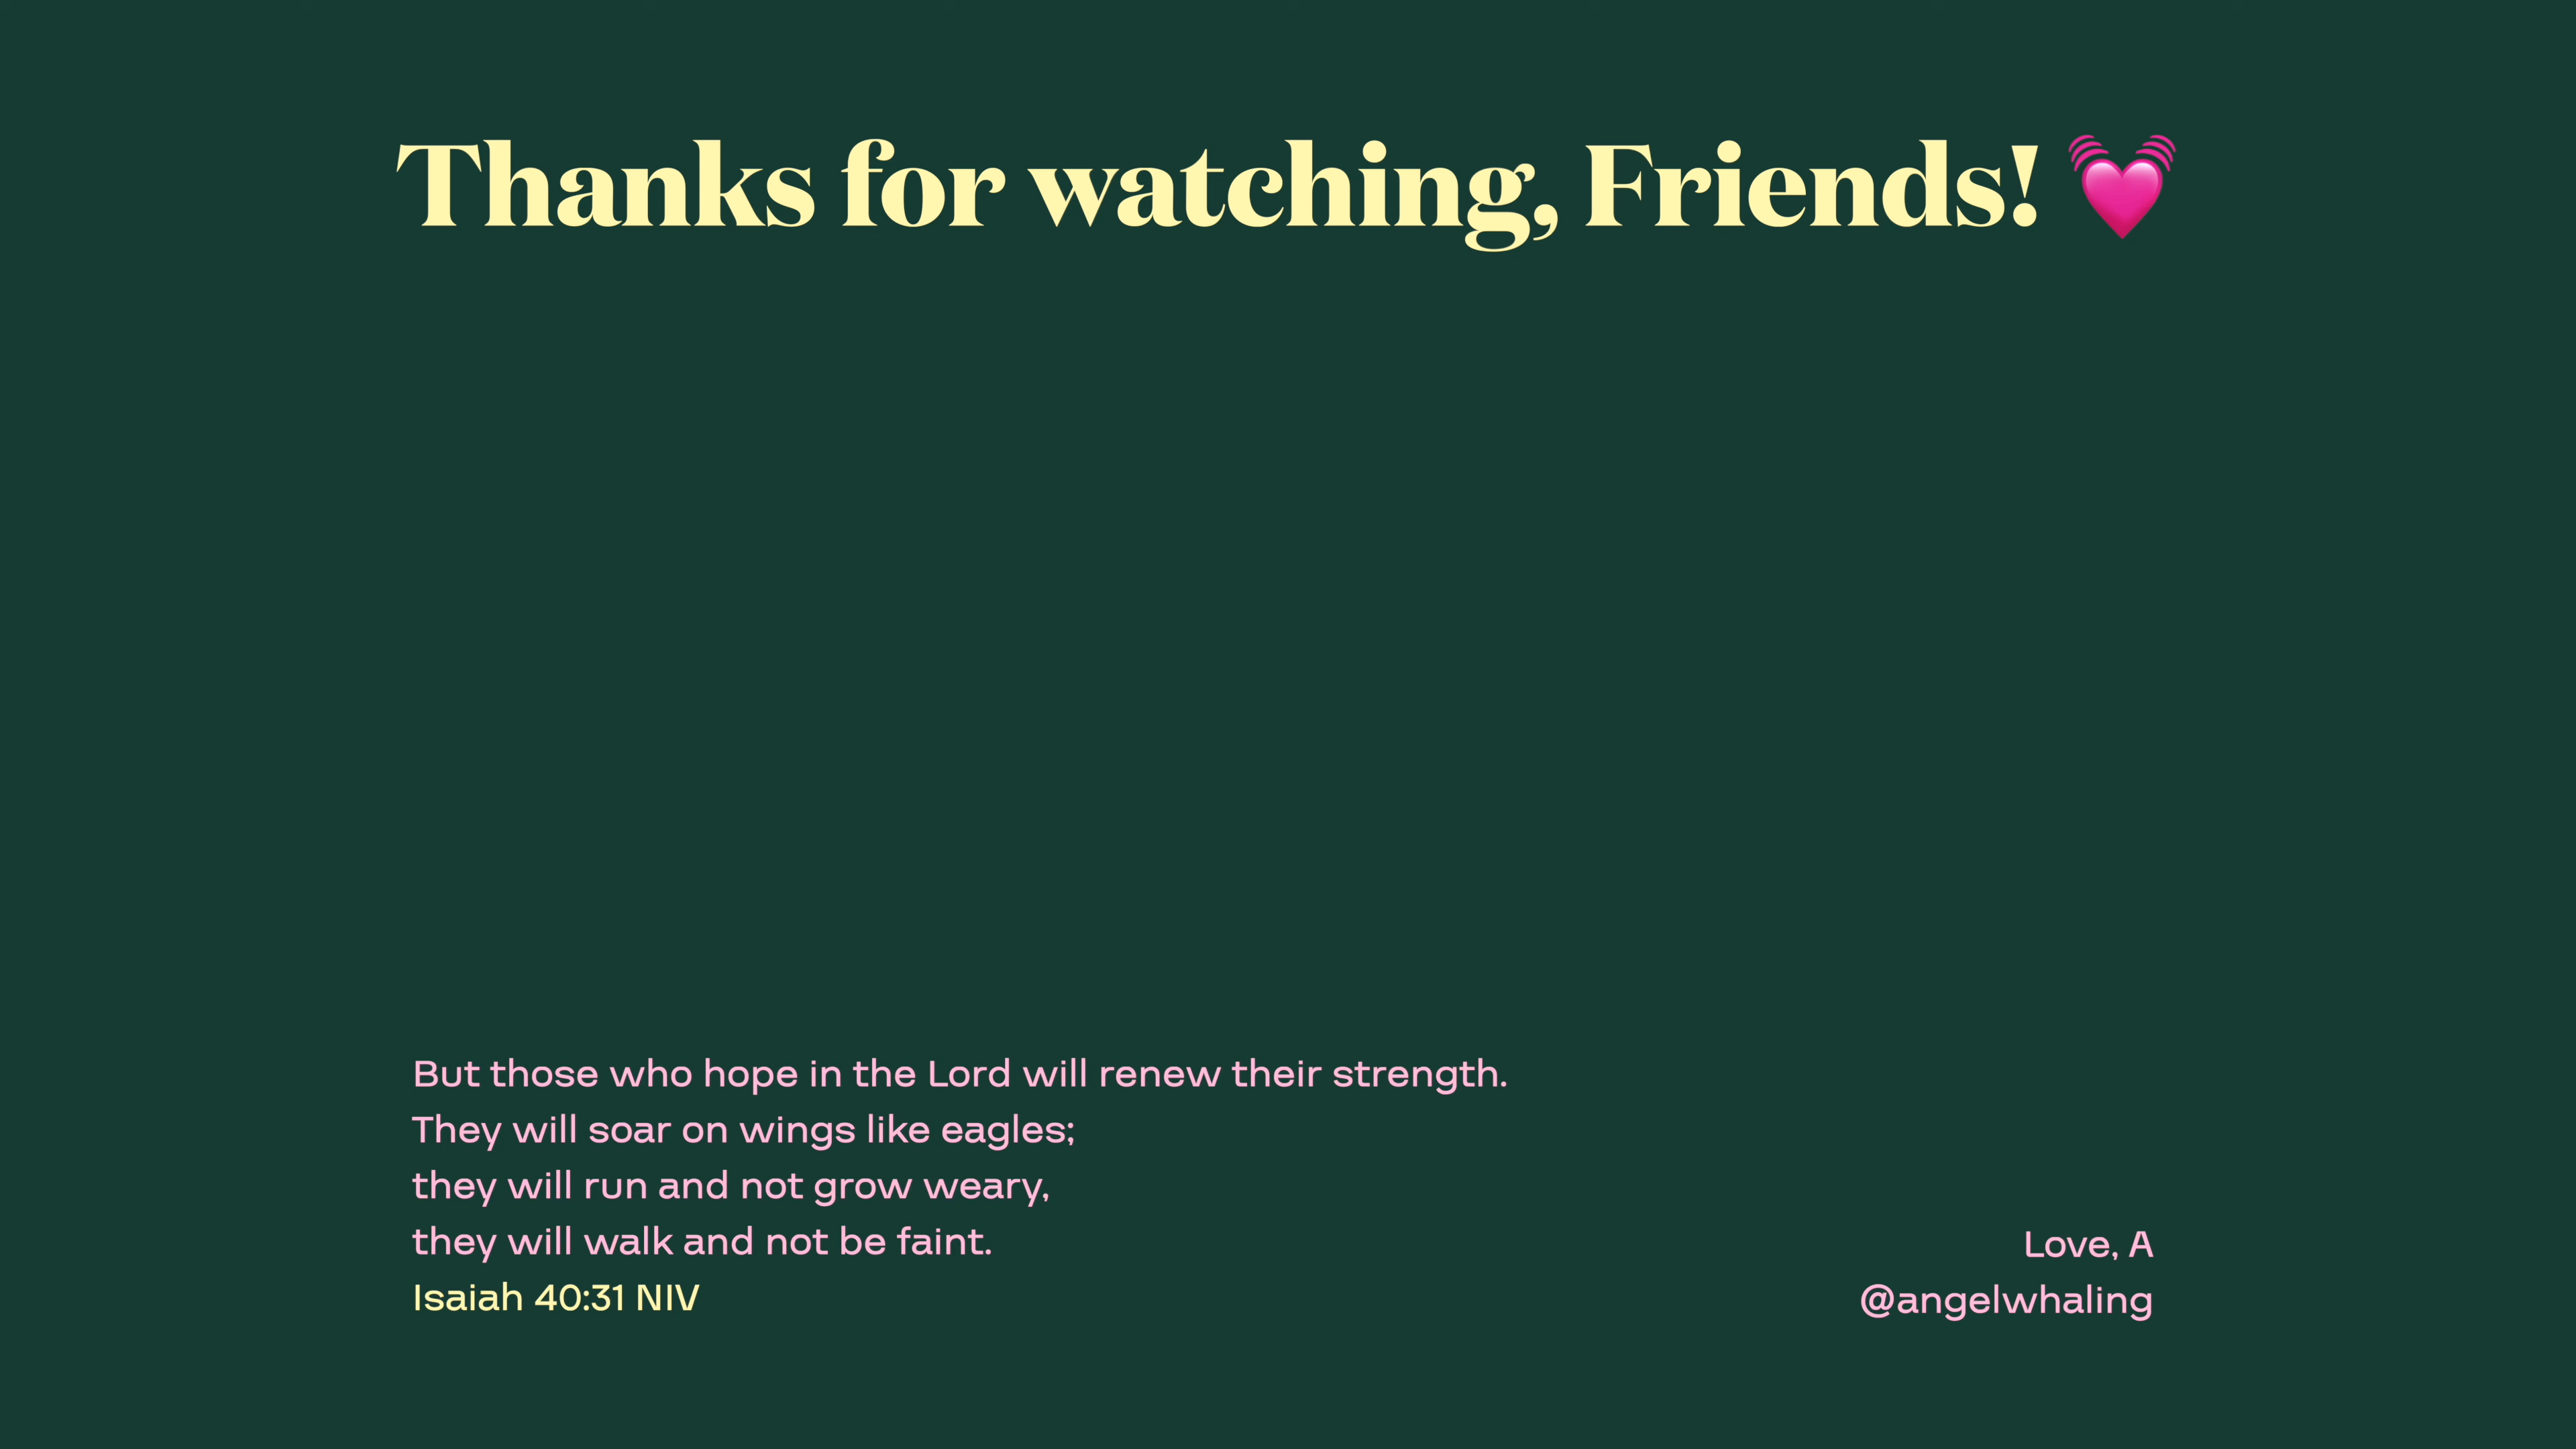 Thanks for watching, Friends! 💓
But those who hope in the Lord will renew their strength.
They will soar on wings like eagles;
they will run and not grow weary,
they will walk and not be faint.
Isaiah 40:31 NIV
Love, A
@angelwhaling